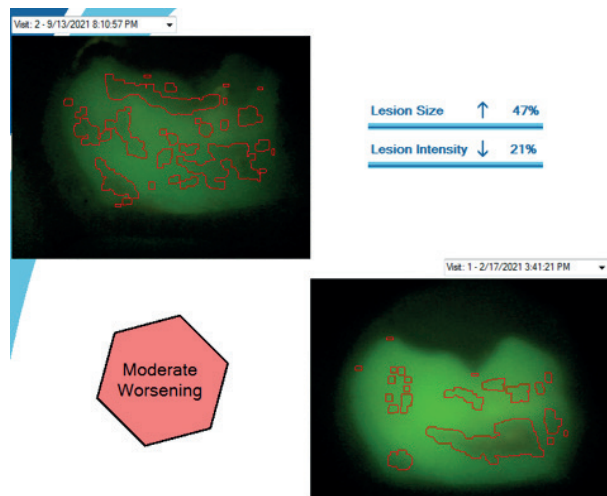 Visit: 2 - 9/13/2021 8:10:57 PM
Lesion Size ↑ 47%
Lesion Intensity ↓ 21%
Visit: 1 - 2/17/2021 3:41:21 PM
Moderate
Worsening